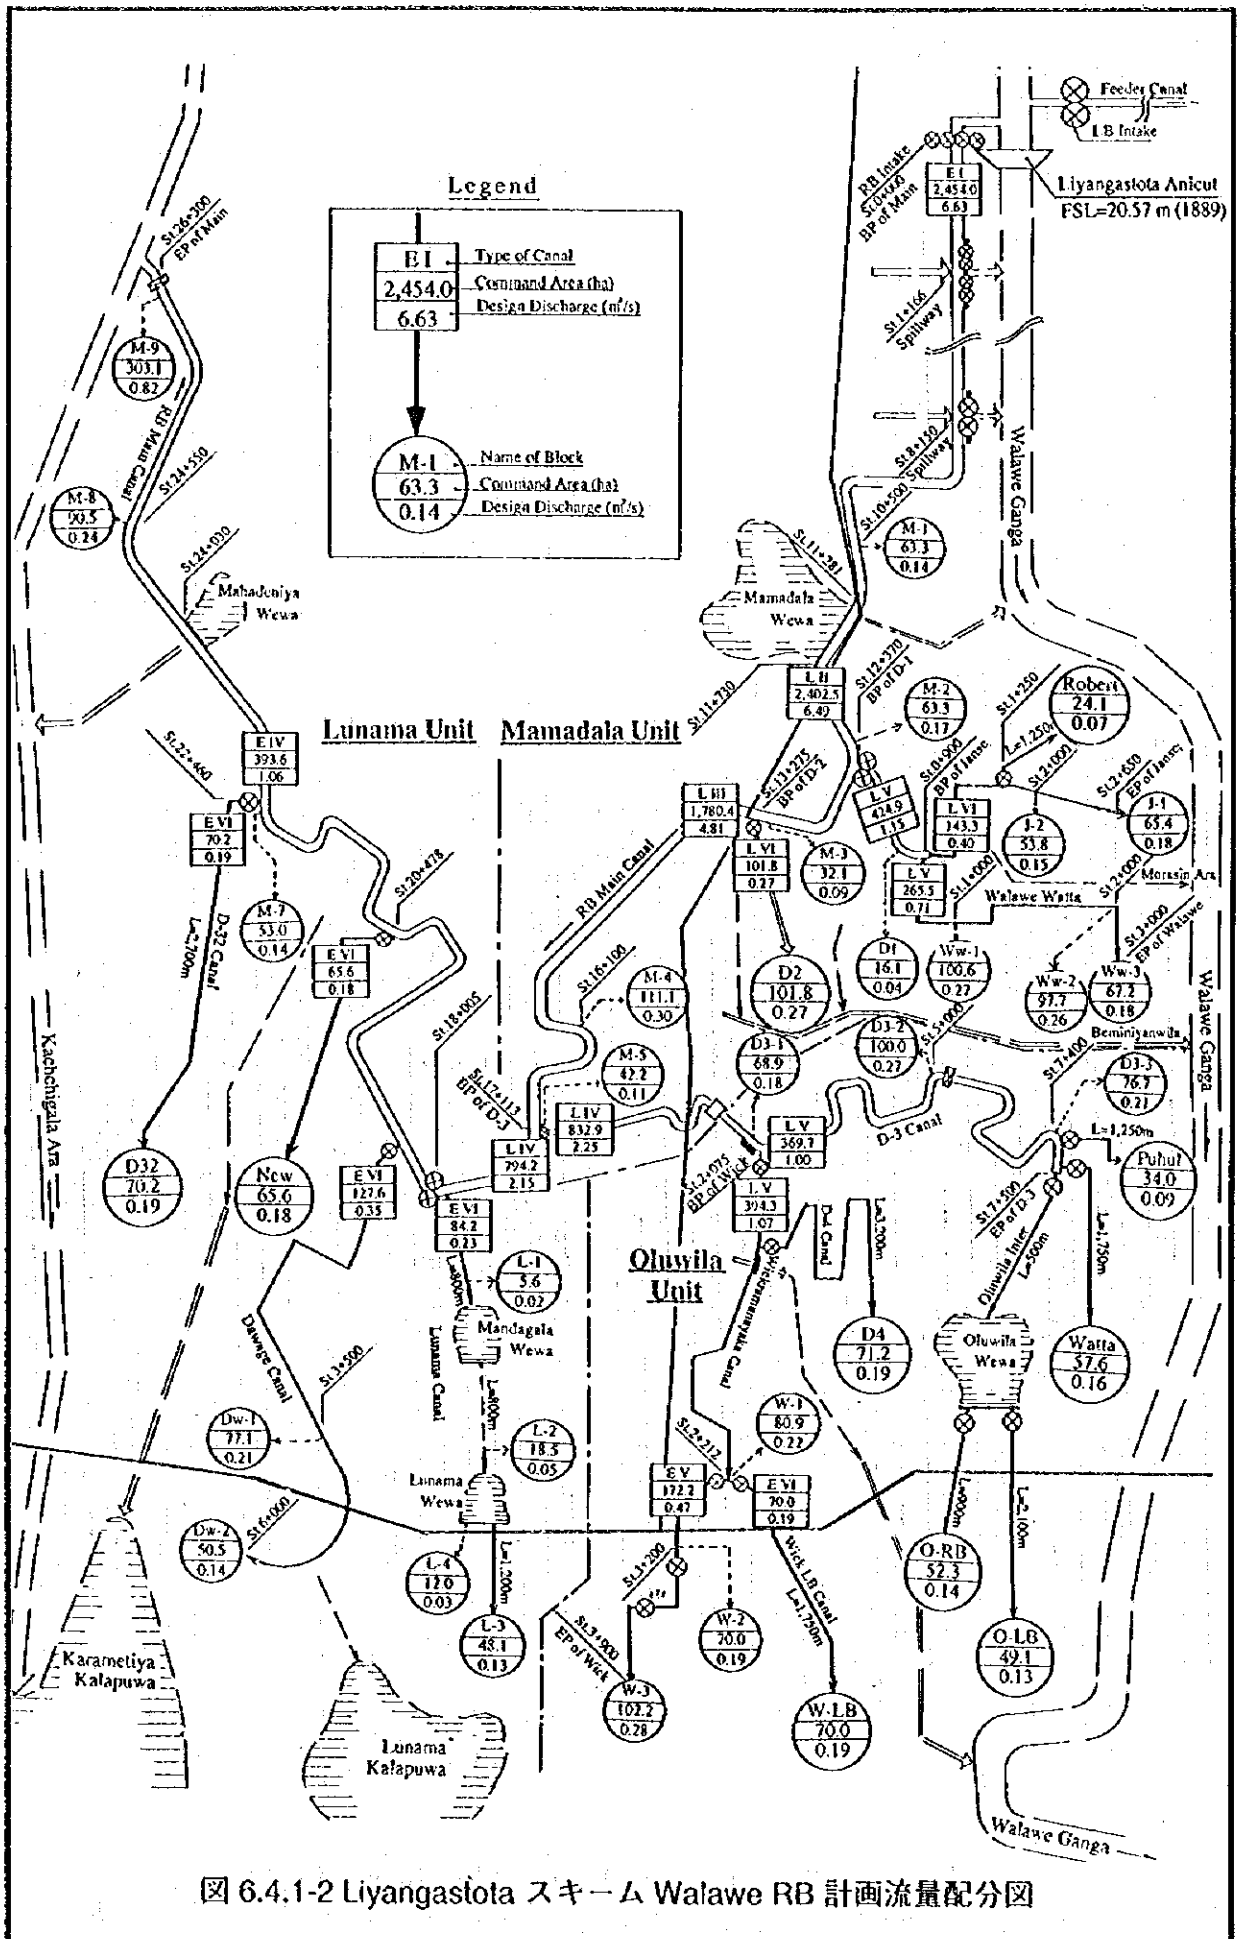 Feeder Canal
LB Intake
RB Intake
St.0+000
BP of Main
E I
2,454.0
6.63
Liyangastota Anicut
FSL=20.57 m (1889)
Legend
E I
Type of Canal
2,454.0
Command Area (ha)
6.63
Design Discharge (m³/s)
M-1
Name of Block
63.3
Command Area (ha)
0.14
Design Discharge (m³/s)
St.26+300
EP of Main
M-9
303.1
0.82
RB Main Canal
St.24+550
M-8
90.5
0.24
St.24+030
Mahadeniya
Wewa
St.1+166
Spillway
St.8+150
Spillway
St.10+500
Walawe Ganga
M-1
63.3
0.14
St.11+281
Mamadala
Wewa
L II
2,402.5
6.49
St.11+730
St.12+370
BP of D-1
M-2
63.3
0.17
St.1+250
L=1,250m
Robert
24.1
0.07
Lunama Unit
Mamadala Unit
E IV
393.6
1.06
St.22+460
E VI
70.2
0.19
M-7
53.0
0.14
D-32 Canal
L=2,700m
St.20+478
E VI
65.6
0.18
L III
1,780.4
4.81
St.13+275
BP of D-2
L VI
101.8
0.27
M-3
32.1
0.09
L V
424.9
1.15
St.0+900
BP of Janse
L VI
143.3
0.40
St.2+000
J-2
53.8
0.15
St.2+650
EP of Janse
J-1
65.4
0.18
L V
265.5
0.71
St.1+000
Walawe Watta
St.2+000
Morasin Ara
St.3+000
EP of Walawe
RB Main Canal
St.16+100
M-4
111.1
0.30
D2
101.8
0.27
D1
16.1
0.04
Ww-1
100.6
0.27
Ww-2
97.7
0.26
Ww-3
67.2
0.18
Beminiyanwila
Walawe Ganga
Kachchigala Ara
St.18+005
M-5
42.2
0.11
St.17+113
BP of D-3
L IV
832.9
2.25
D3-1
68.9
0.18
D3-2
100.0
0.27
St.5+000
St.7+400
D3-3
76.7
0.21
D-3 Canal
L V
369.7
1.00
L=1,250m
Puhul
34.0
0.09
L IV
794.2
2.15
St.2+075
BP of Wick
L V
394.3
1.07
D32
70.2
0.19
New
65.6
0.18
E VI
127.6
0.35
E VI
84.2
0.23
St.7+500
EP of D-3
Oluwila Inter
L=500m
L=1,750m
D-4 Canal
L=3,200m
Oluwila
Unit
L=800m
L-1
5.6
0.02
Mandagala
Wewa
Wickramanayaka Canal
D4
71.2
0.19
Oluwila
Wewa
Watta
57.6
0.16
Dawage Canal
St.3+500
Lunama Canal
L=800m
Dw-1
77.1
0.21
L-2
18.5
0.05
W-1
80.9
0.22
St.2+212
Lunama
Wewa
E V
172.2
0.47
E VI
70.0
0.19
L=900m
L=2,100m
Dw-2
50.5
0.14
St.6+000
L-4
12.0
0.03
L=1,200m
L-3
48.1
0.13
St.3+200
Wick LB Canal
L=1,750m
O-RB
52.3
0.14
W-2
70.0
0.19
O-LB
49.1
0.13
St.3+900
EP of Wick
W-3
102.2
0.28
W-LB
70.0
0.19
Karametiya
Kalapuwa
Lunama
Kalapuwa
Walawe Ganga
図 6.4.1-2 Liyangastota スキーム Walawe RB 計画流量配分図